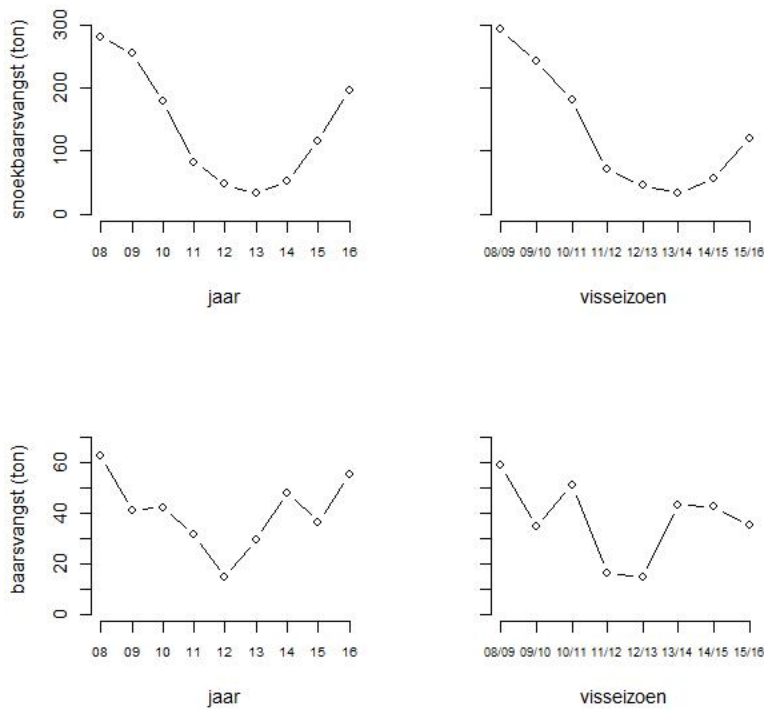 snoekbaarsvangst (ton)
300
200
100
0
08 09 10 11 12 13 14 15 16
jaar
08/09 09/10 10/11 11/12 12/13 13/14 14/15 15/16
visseizoen
baarsvangst (ton)
60
40
20
0
08 09 10 11 12 13 14 15 16
jaar
08/09 09/10 10/11 11/12 12/13 13/14 14/15 15/16
visseizoen